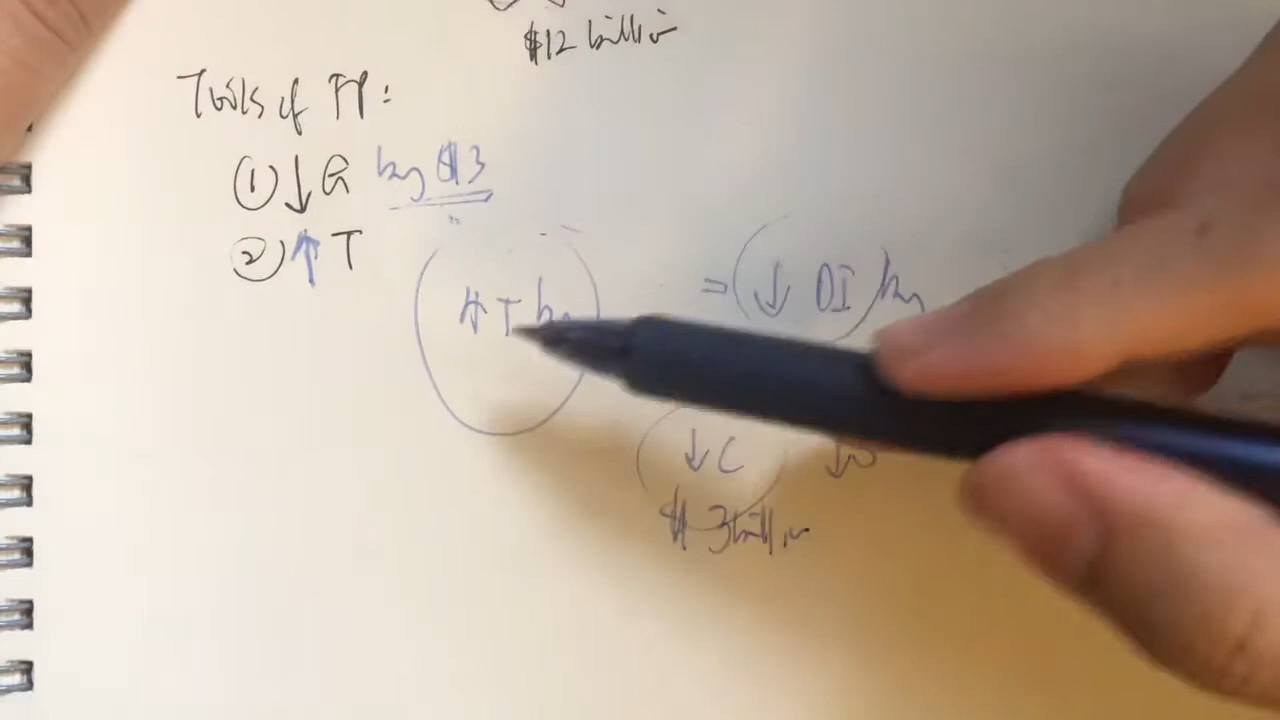 $12 billion
Tools of FP:
① ↓ G by $3
② ↑ T
↑ T by = ↓ DI by
↓ C ↓ S
$ 3 billion